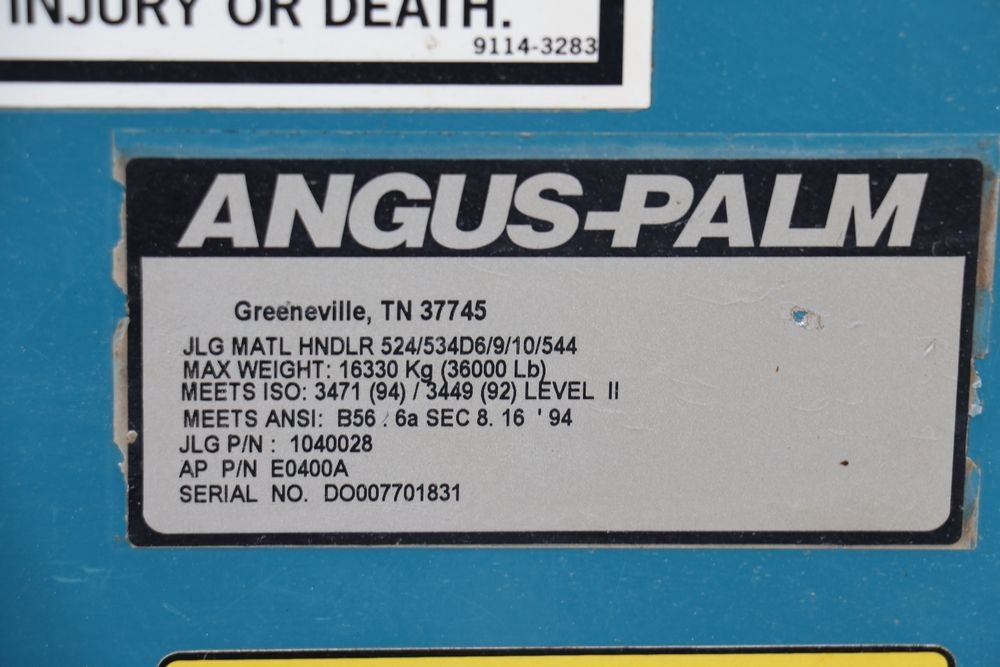 INJURY OR DEATH.
9114-3283
ANGUS-PALM
Greeneville, TN 37745
JLG MATL HNDLR 524/534D6/9/10/544
MAX WEIGHT: 16330 Kg (36000 Lb)
MEETS ISO: 3471 (94) / 3449 (92) LEVEL II
MEETS ANSI: B56 . 6a SEC 8. 16 ' 94
JLG P/N : 1040028
AP P/N E0400A
SERIAL NO. DO007701831